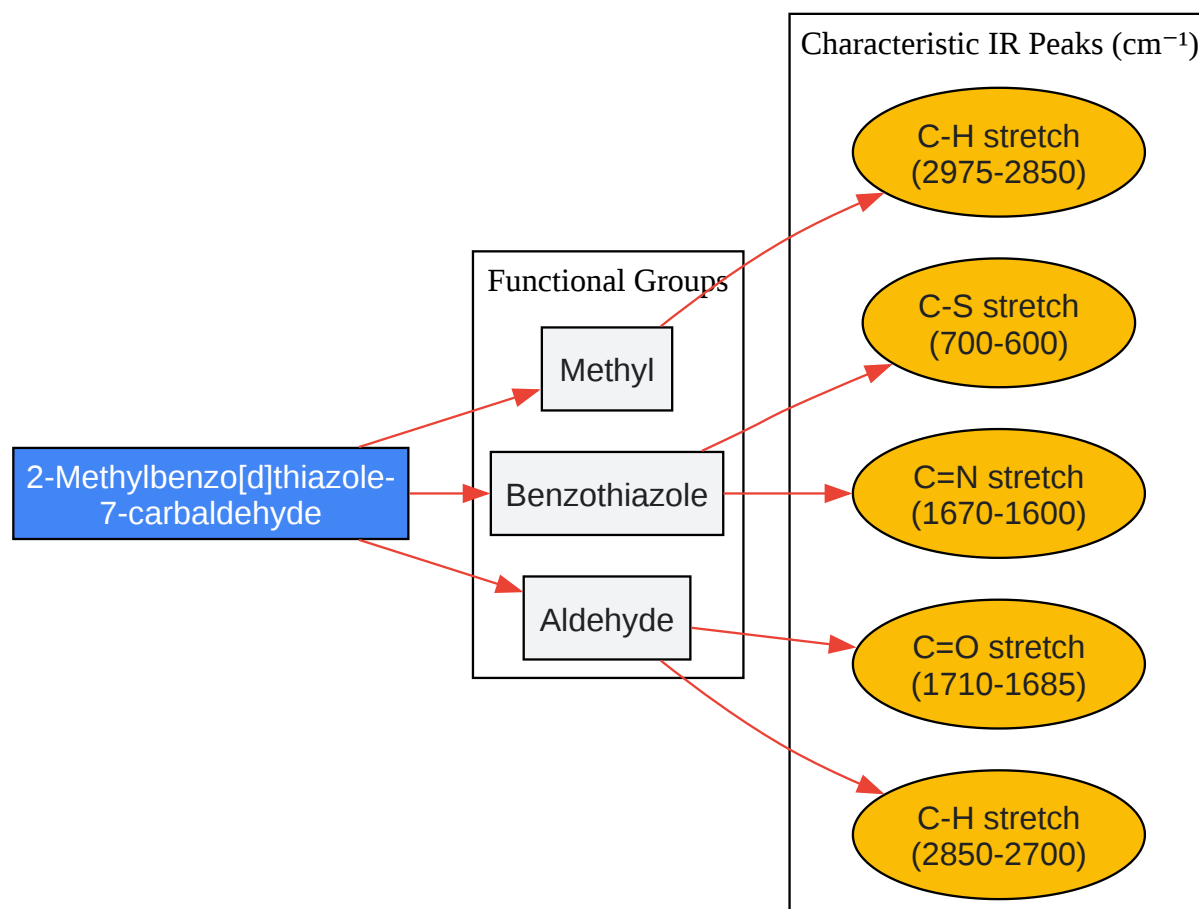 2-Methylbenzo[d]thiazole-
7-carbaldehyde
Functional Groups
Methyl
Benzothiazole
Aldehyde
Characteristic IR Peaks (cm⁻¹)
C-H stretch
(2975-2850)
C-S stretch
(700-600)
C=N stretch
(1670-1600)
C=O stretch
(1710-1685)
C-H stretch
(2850-2700)